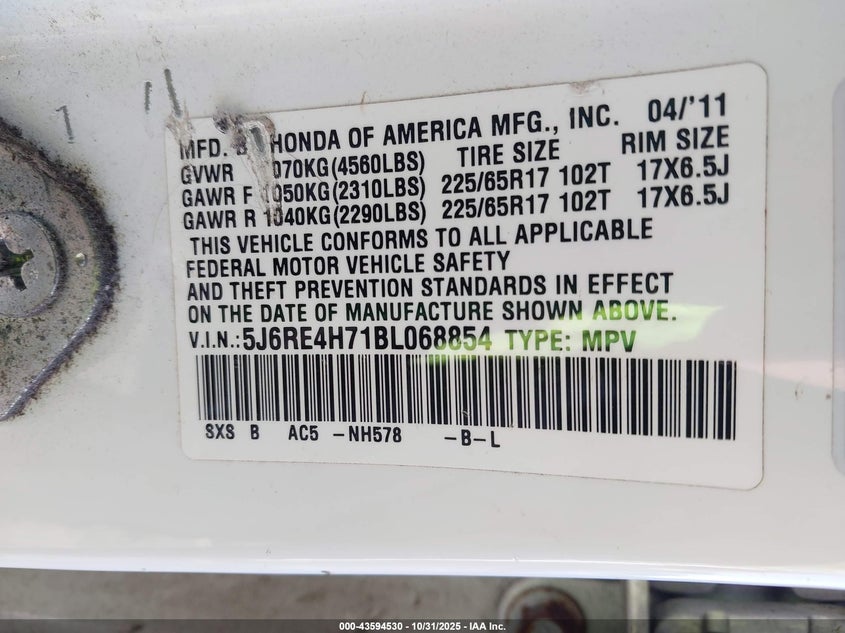 MFD. BY HONDA OF AMERICA MFG., INC. 04/'11
GVWR 070KG(4560LBS) TIRE SIZE RIM SIZE
GAWR F 1050KG(2310LBS) 225/65R17 102T 17X6.5J
GAWR R 1040KG(2290LBS) 225/65R17 102T 17X6.5J
THIS VEHICLE CONFORMS TO ALL APPLICABLE
FEDERAL MOTOR VEHICLE SAFETY
AND THEFT PREVENTION STANDARDS IN EFFECT
ON THE DATE OF MANUFACTURE SHOWN ABOVE.
V.I.N.:5J6RE4H71BL068854 TYPE: MPV
SXS B AC5 -NH578 -B-L
000-43594530 - 10/31/2025 - IAA Inc.